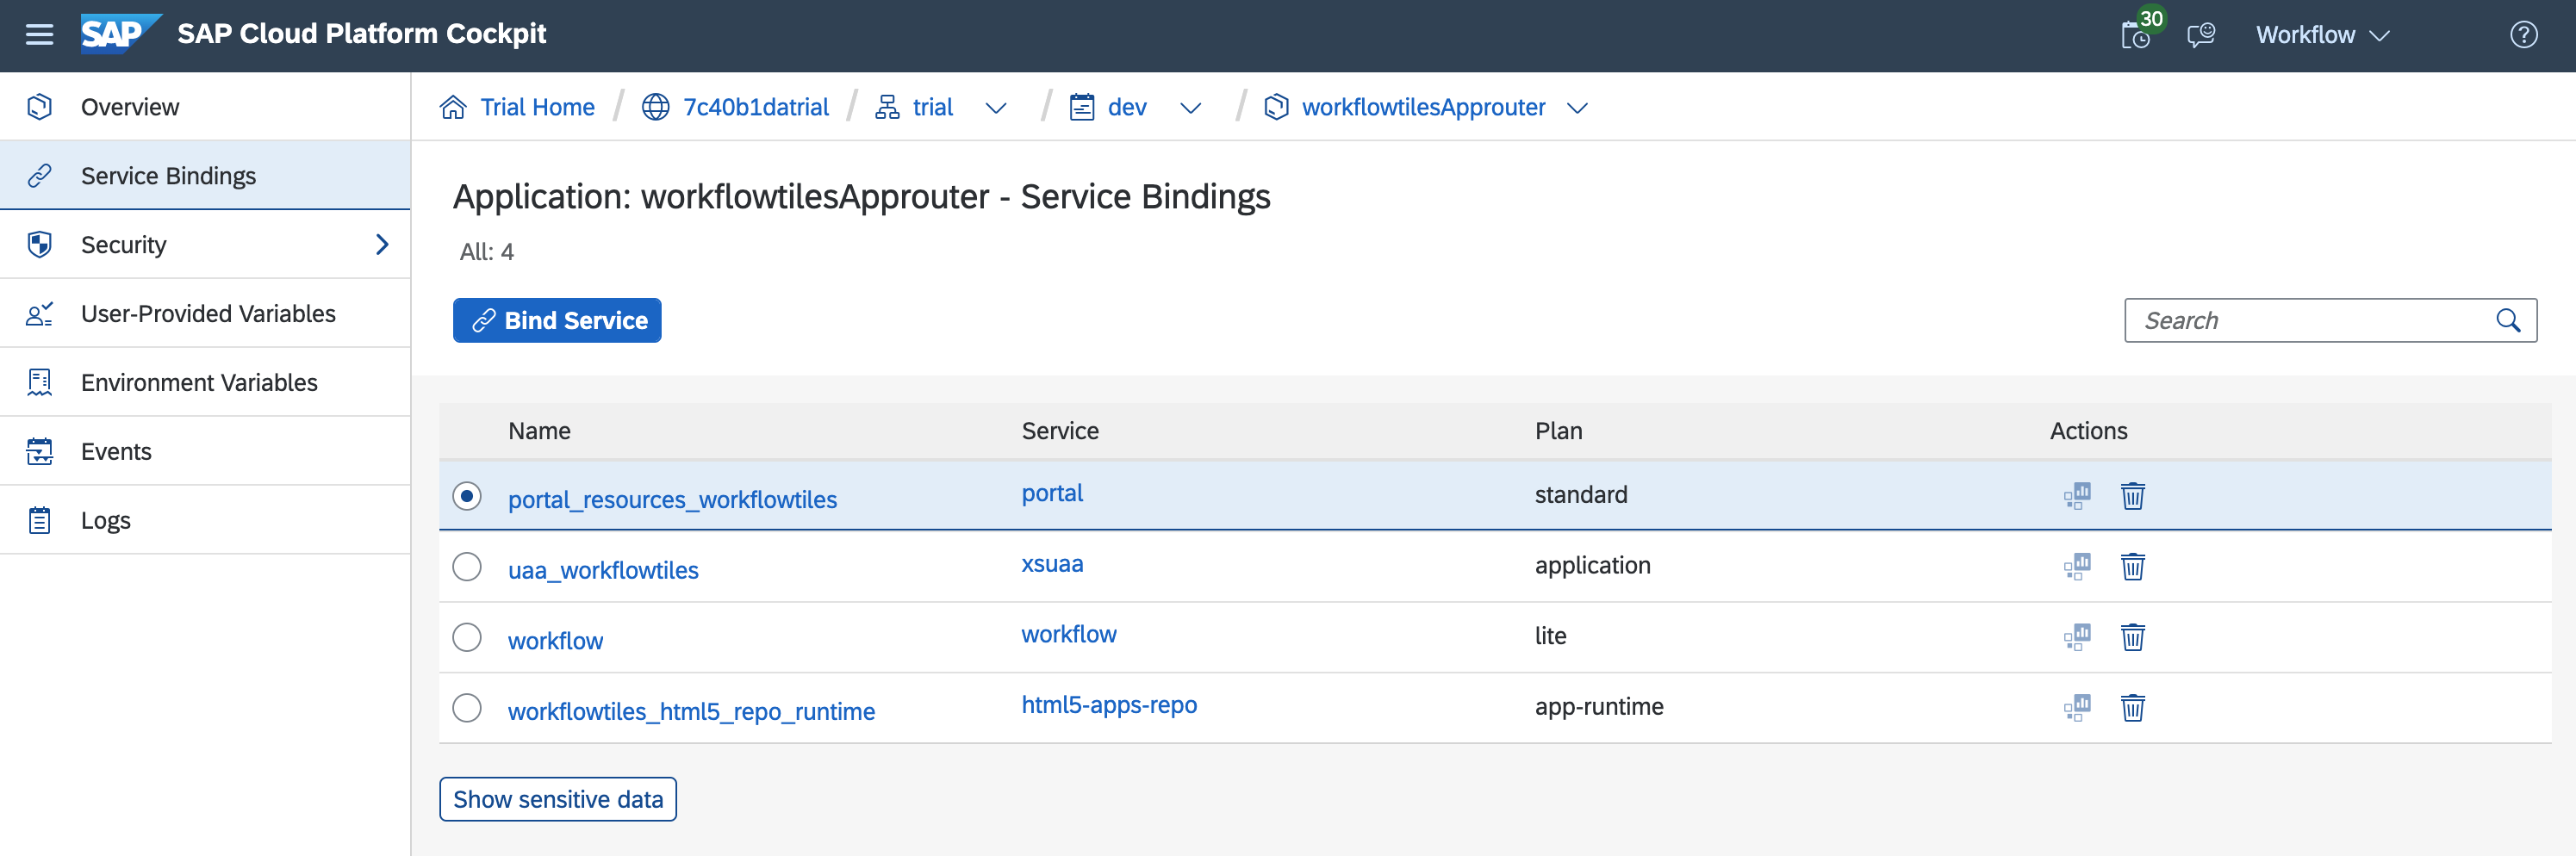 SAP SAP Cloud Platform Cockpit
30
Workflow
Overview
Service Bindings
Security
User-Provided Variables
Environment Variables
Events
Logs
Trial Home / 7c40b1datrial / trial / dev / workflowtilesApprouter
Application: workflowtilesApprouter - Service Bindings
All: 4
Bind Service
Search
Name Service Plan Actions
portal_resources_workflowtiles portal standard
uaa_workflowtiles xsuaa application
workflow workflow lite
workflowtiles_html5_repo_runtime html5-apps-repo app-runtime
Show sensitive data